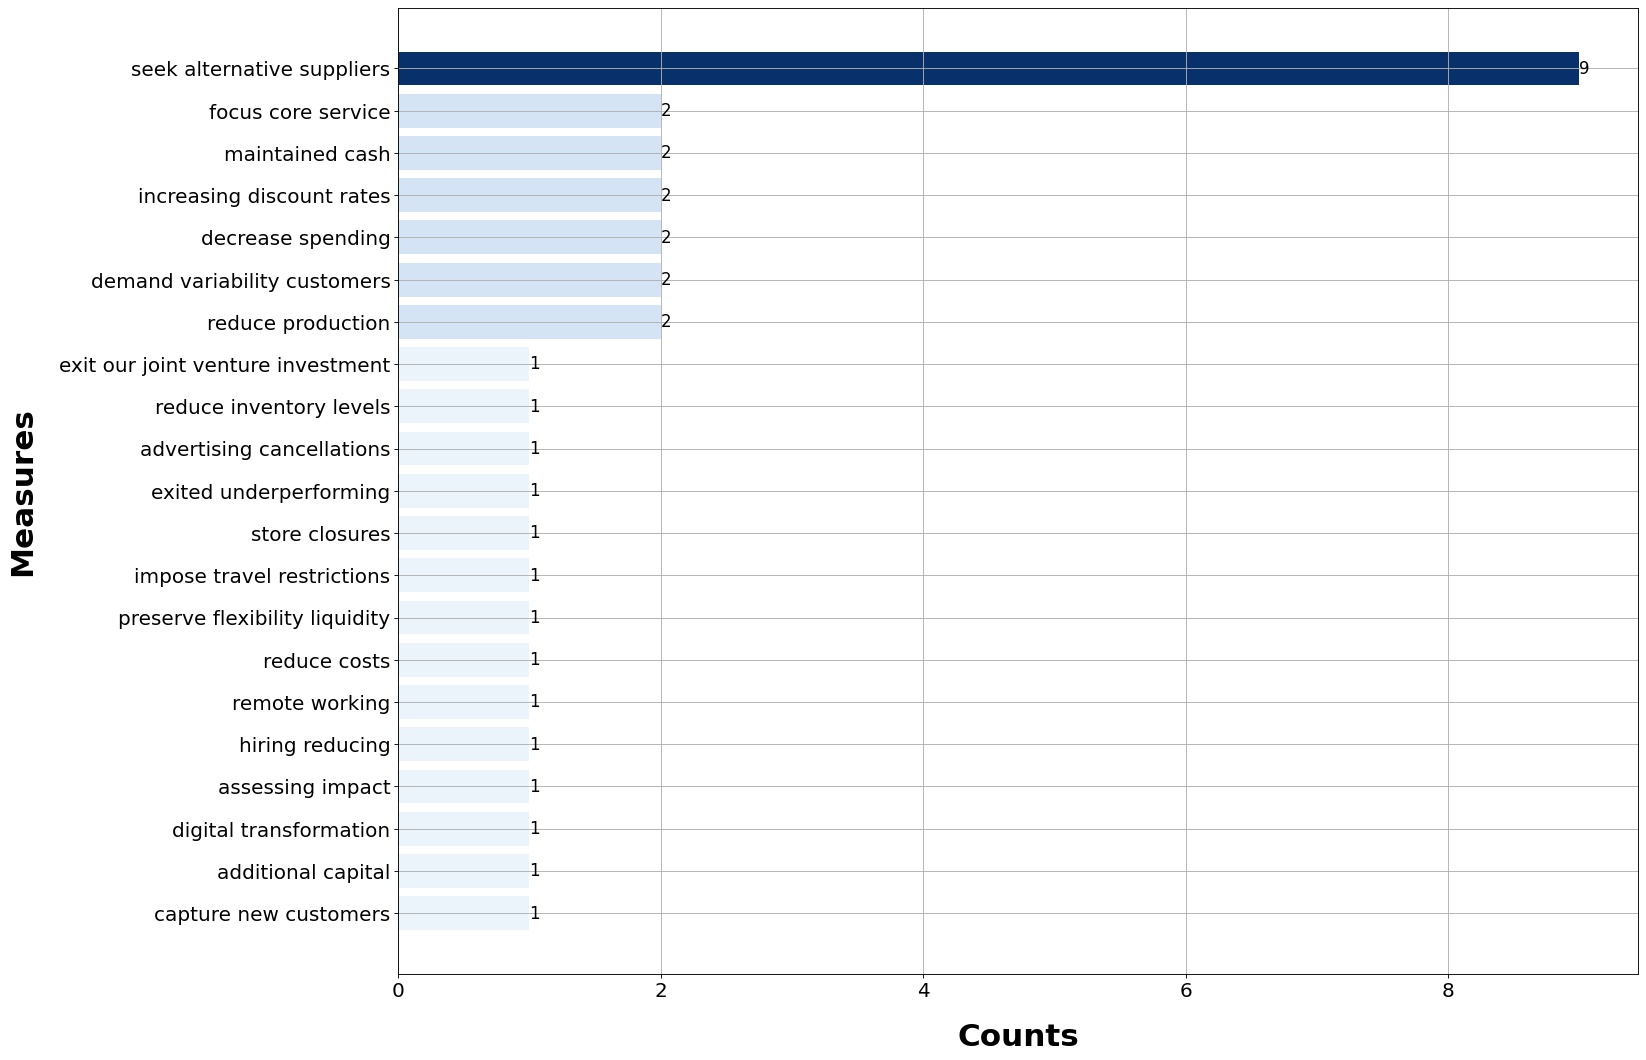 seek alternative suppliers 9
focus core service 2
maintained cash 2
increasing discount rates 2
decrease spending 2
demand variability customers 2
reduce production 2
exit our joint venture investment 1
reduce inventory levels 1
advertising cancellations 1
exited underperforming 1
store closures 1
impose travel restrictions 1
preserve flexibility liquidity 1
reduce costs 1
remote working 1
hiring reducing 1
assessing impact 1
digital transformation 1
additional capital 1
capture new customers 1
Measures
0 2 4 6 8
Counts